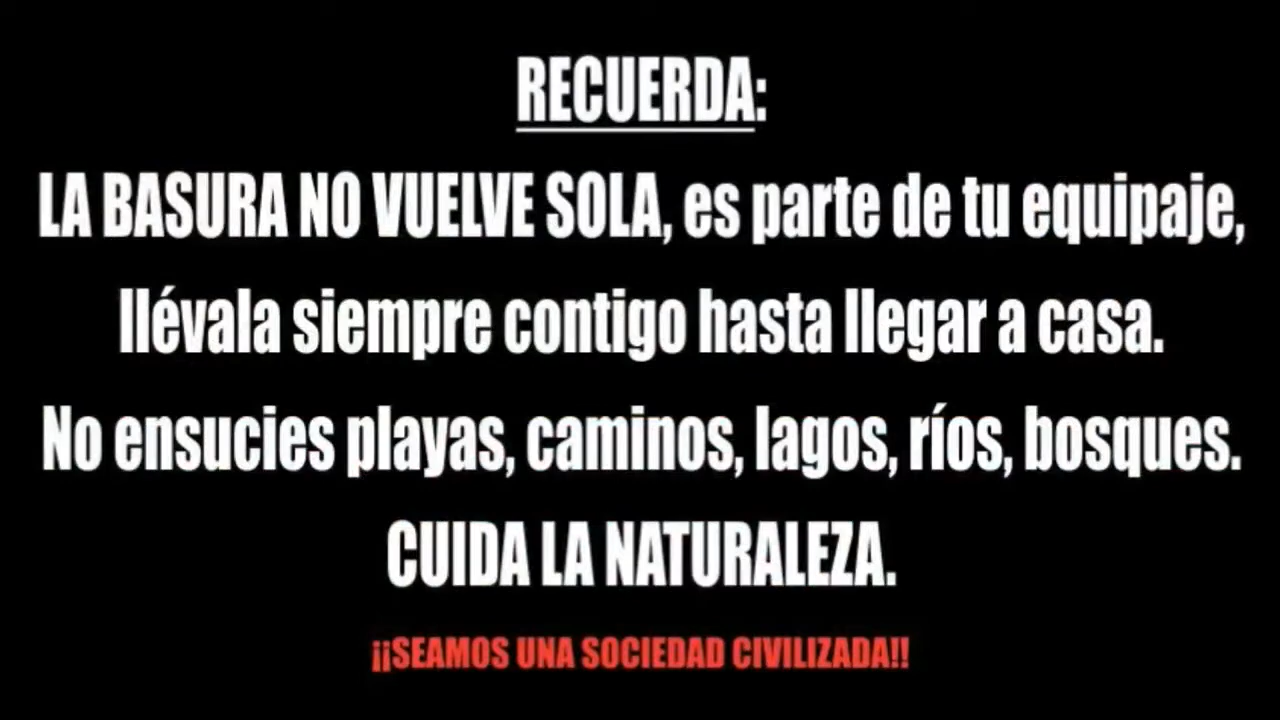 RECUERDA:
LA BASURA NO VUELVE SOLA, es parte de tu equipaje,
llévala siempre contigo hasta llegar a casa.
No ensucies playas, caminos, lagos, ríos, bosques.
CUIDA LA NATURALEZA.
¡¡SEAMOS UNA SOCIEDAD CIVILIZADA!!